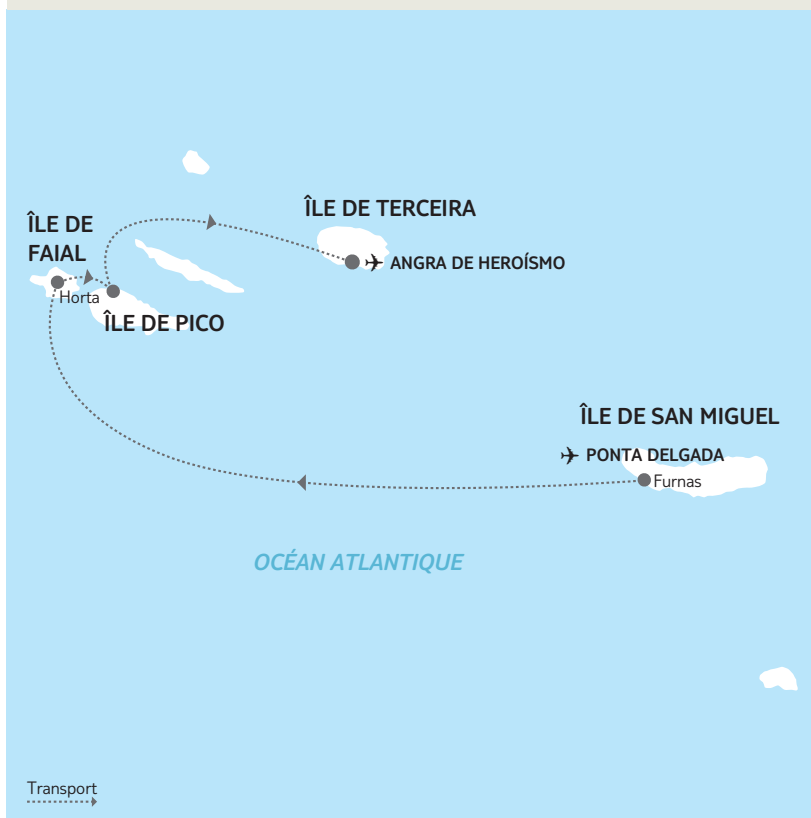 ÎLE DE TERCEIRA
ÎLE DE
FAIAL
ANGRA DE HEROÍSMO
Horta
ÎLE DE PICO
ÎLE DE SAN MIGUEL
PONTA DELGADA
Furnas
OCÉAN ATLANTIQUE
Transport